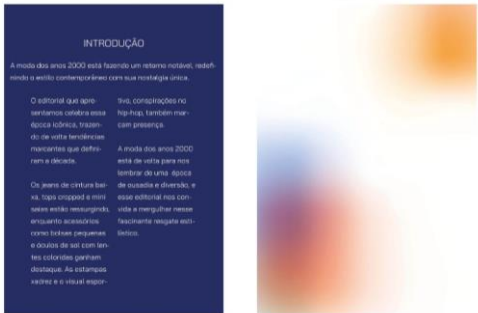 INTRODUÇÃO
A moda dos anos 2000 está fazendo um retorno notável, redefi-
nindo o estilo contemporâneo com sua nostalgia única.
O editorial que apre-
sentamos celebra essa
época icônica, trazen-
do de volta tendências
marcantes que defini-
ram a década.
Os jeans de cintura bai-
xa, tops cropped e mini
saias estão ressurgindo,
enquanto acessórios
como bolsas pequenas
e óculos de sol com len-
tes coloridas ganham
destaque. As estampas
xadrez e o visual espor-
tivo, conspirações no
hip-hop, também mar-
cam presença.
A moda dos anos 2000
está de volta para nos
lembrar de uma época
de ousadia e diversão, e
esse editorial nos con-
vida a mergulhar nesse
fascinante resgate esti-
lístico.